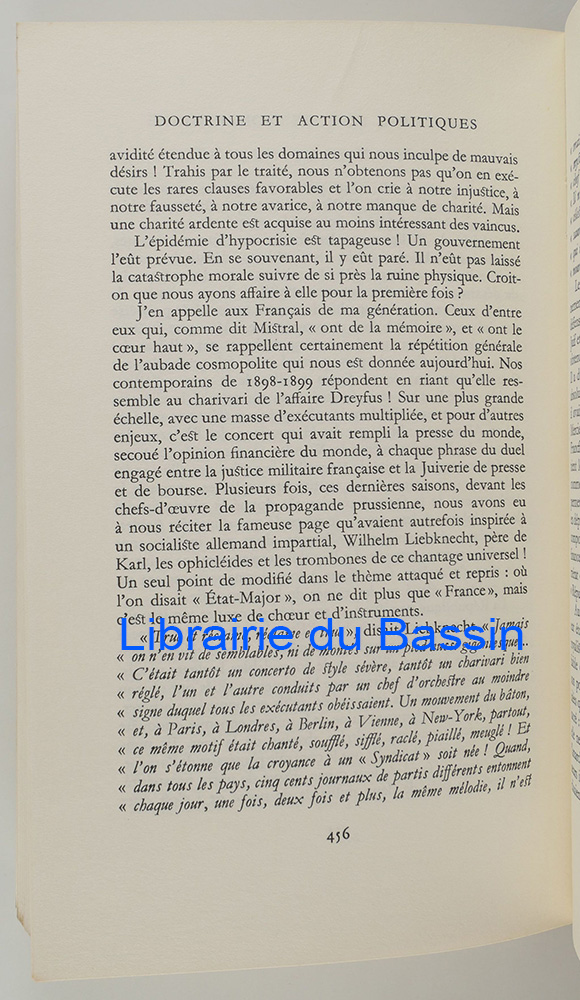 DOCTRINE ET ACTION POLITIQUES
avidité étendue à tous les domaines qui nous inculpe de mauvais
désirs ! Trahis par le traité, nous n'obtenons pas qu'on en exé-
cute les rares clauses favorables et l'on crie à notre injustice, à
notre fausseté, à notre avarice, à notre manque de charité. Mais
une charité ardente est acquise au moins intéressant des vaincus.
L'épidémie d'hypocrisie est tapageuse ! Un gouvernement
l'eût prévue. En se souvenant, il y eût paré. Il n'eût pas laissé
la catastrophe morale suivre de si près la ruine physique. Croit-
on que nous ayons affaire à elle pour la première fois ?
J'en appelle aux Français de ma génération. Ceux d'entre
eux qui, comme dit Mistral, « ont de la mémoire », et « ont le
cœur haut », se rappellent certainement la répétition générale
de l'aubade cosmopolite qui nous est donnée aujourd'hui. Nos
contemporains de 1898-1899 répondent en riant qu'elle res-
semble au charivari de l'affaire Dreyfus ! Sur une plus grande
échelle, avec une masse d'exécutants multipliée, et pour d'autres
enjeux, c'est le concert qui avait rempli la presse du monde,
secoué l'opinion financière du monde, à chaque phrase du duel
engagé entre la justice militaire française et la Juiverie de presse
et de bourse. Plusieurs fois, ces dernières saisons, devant les
chefs-d'œuvre de la propagande prussienne, nous avons eu
à nous réciter la fameuse page qu'avaient autrefois inspirée à
un socialiste allemand impartial, Wilhelm Liebknecht, père de
Karl, les ophicléides et les trombones de ce chantage universel !
Un seul point de modifié dans le thème attaqué et repris : où
l'on disait « État-Major », on ne dit plus que « France », mais
c'est le même luxe de chœur et d'instruments.
« disait Liebknecht. « Jamais
« on n'en vit de semblables, ni de montés sur un
« C'était tantôt un concerto de style sévère, tantôt un charivari bien
« réglé, l'un et l'autre conduits par un chef d'orchestre au moindre
« signe duquel tous les exécutants obéissaient. Un mouvement du bâton,
« et, à Paris, à Londres, à Berlin, à Vienne, à New-York, partout,
« ce même motif était chanté, soufflé, sifflé, raclé, piaillé, meuglé ! Et
« l'on s'étonne que la croyance à un « Syndicat » soit née ! Quand,
« dans tous les pays, cinq cents journaux de partis différents entonnent
« chaque jour, une fois, deux fois et plus, la même mélodie, il n'est
Librairie du Bassin
456